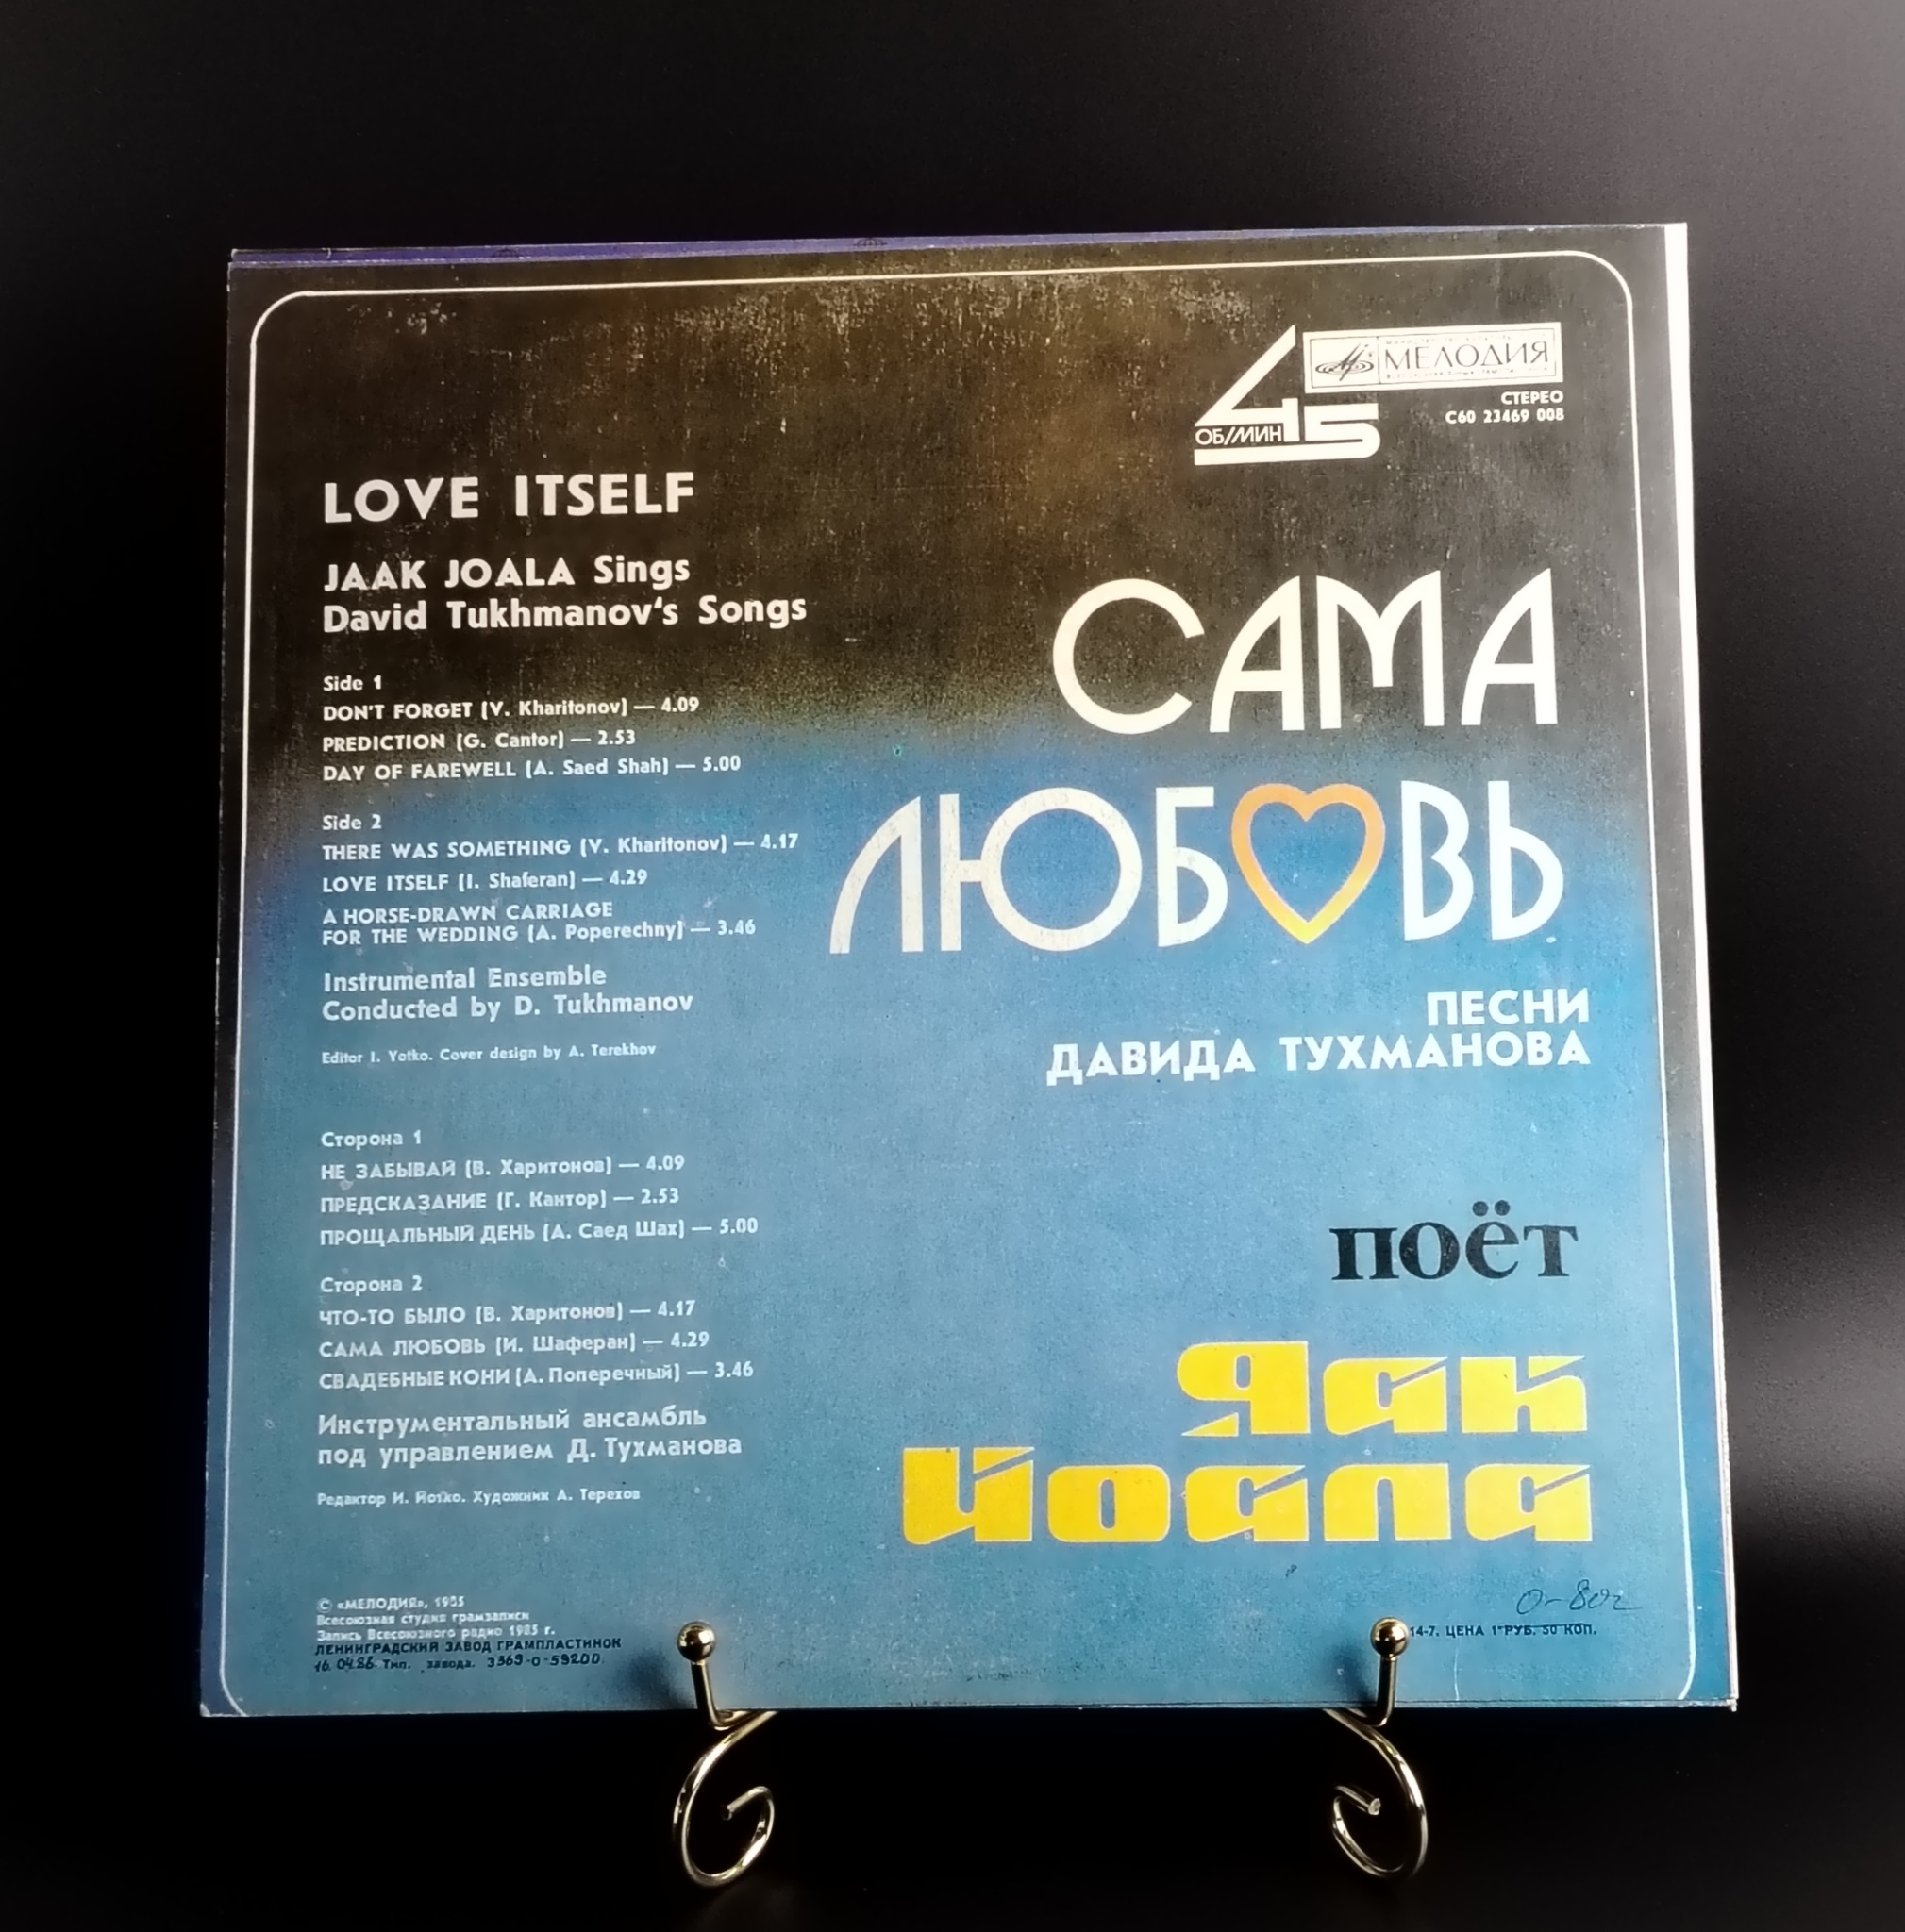 45
ОБ/МИН
МЕЛОДИЯ
СТЕРЕО
С60 23469 008
LOVE ITSELF
JAAK JOALA Sings
David Tukhmanov's Songs
Side 1
DON'T FORGET (V. Kharitonov) — 4.09
PREDICTION (G. Cantor) — 2.53
DAY OF FAREWELL (A. Saed Shah) — 5.00
Side 2
THERE WAS SOMETHING (V. Kharitonov) — 4.17
LOVE ITSELF (I. Shaferan) — 4.29
A HORSE-DRAWN CARRIAGE
FOR THE WEDDING (A. Poperechny) — 3.46
Instrumental Ensemble
Conducted by D. Tukhmanov
Editor I. Yotko. Cover design by A. Terekhov
Сторона 1
НЕ ЗАБЫВАЙ (В. Харитонов) — 4.09
ПРЕДСКАЗАНИЕ (Г. Кантор) — 2.53
ПРОЩАЛЬНЫЙ ДЕНЬ (А. Саед Шах) — 5.00
Сторона 2
ЧТО-ТО БЫЛО (В. Харитонов) — 4.17
САМА ЛЮБОВЬ (И. Шаферан) — 4.29
СВАДЕБНЫЕ КОНИ (А. Поперечный) — 3.46
Инструментальный ансамбль
под управлением Д. Тухманова
Редактор И. Йотко. Художник А. Терехов
© «МЕЛОДИЯ», 1985
Всесоюзная студия грамзаписи
Запись Всесоюзного радио 1985 г.
ЛЕНИНГРАДСКИЙ ЗАВОД ГРАМПЛАСТИНОК
16.04.86. Тип. завода. 3369-0-59200.
САМА
ЛЮБОВЬ
ПЕСНИ
ДАВИДА ТУХМАНОВА
поёт
Яак
Йоала
14-7. ЦЕНА 1 РУБ. 50 КОП.